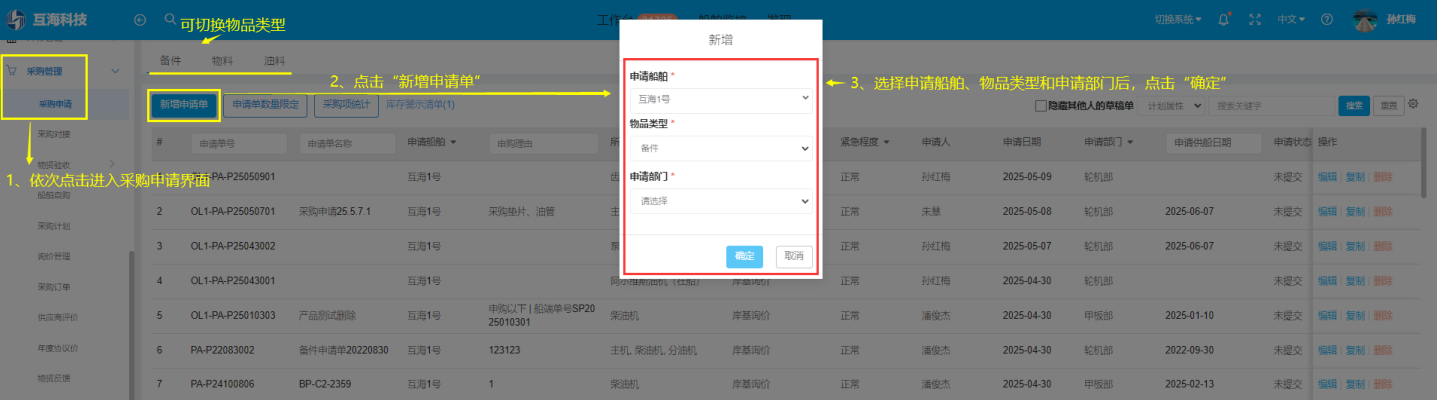 互海科技
可切换物品类型
切换系统
中文
孙红梅
新增
备件 物料 油料
采购管理
2、点击“新增申请单”
申请船舶 *
3、选择申请船舶、物品类型和申请部门后，点击“确定”
互海1号
采购申请
新增申请单 申请单数量限定 采购项统计 库存警示清单(1)
隐藏其他人的草稿单 计划属性 搜索关键字 搜索 重置
物品类型 *
采购对接
# 申请单号 申请单名称 申请船舶 申购理由 紧急程度 申请人 申请日期 申请部门 申请供船日期 申请状态 操作
备件
物资验收
1、依次点击进入采购申请界面
-PA-P25050901 互海1号 正常 孙红梅 2025-05-09 轮机部 未提交 编辑 复制 删除
申请部门 *
船舶自购
请选择
2 OL1-PA-P25050701 采购申请25.5.7.1 互海1号 采购垫片、油管 正常 朱慧 2025-05-08 轮机部 2025-06-07 未提交 编辑 复制 删除
采购计划
3 OL1-PA-P25043002 互海1号 正常 孙红梅 2025-05-07 轮机部 2025-06-07 未提交 编辑 复制 删除
询价管理
确定 取消
4 OL1-PA-P25043001 互海1号 岸基询价 正常 孙红梅 2025-04-30 轮机部 未提交 编辑 复制 删除
采购订单
5 OL1-PA-P25010303 产品测试删除 互海1号 申购以下 | 船端单号SP2025010301 柴油机 岸基询价 正常 潘俊杰 2025-04-30 甲板部 2025-01-10 未提交 编辑 复制 删除
供应商评价
年度协议价
6 PA-P22083002 备件申请单20220830 互海1号 123123 主机, 柴油机, 分油机 岸基询价 正常 潘俊杰 2025-04-30 轮机部 2022-09-30 未提交 编辑 复制 删除
物资反馈
7 PA-P24100806 BP-C2-2359 互海1号 1 柴油机 岸基询价 正常 潘俊杰 2025-04-30 甲板部 2025-02-13 未提交 编辑 复制 删除